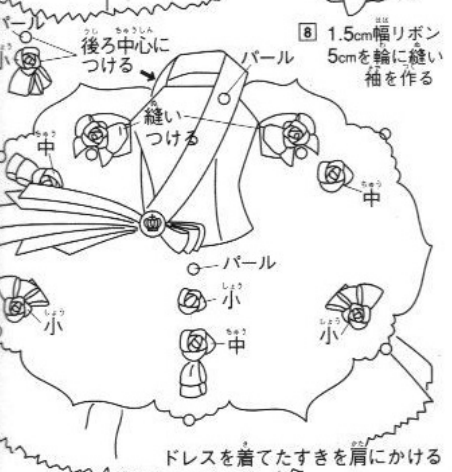 パール
小
後ろ中心に
つける
パール
8 1.5cm幅リボン
5cmを輪に縫い
袖を作る
縫い
つける
中
中
パール
小
小
小
中
ドレスを着てたすきを肩にかける